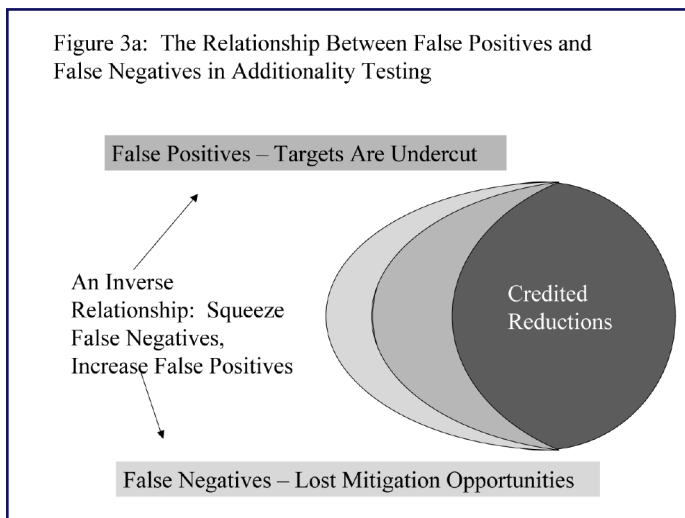 Figure 3a:  The Relationship Between False Positives and
False Negatives in Additionality Testing
False Positives – Targets Are Undercut
An Inverse
Relationship:  Squeeze
False Negatives,
Increase False Positives
Credited
Reductions
False Negatives – Lost Mitigation Opportunities